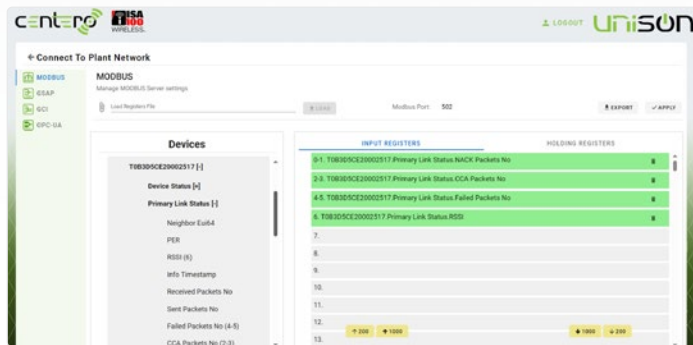 centero
ISA
100
WIRELESS
LOGOUT
UniSON
Connect To Plant Network
MODBUS
GSAP
GCI
OPC-UA
MODBUS
Manage MODBUS Server settings
Load Registers File
LOAD
Modbus Port 502
EXPORT
APPLY
Devices
T0B3D5CE20002517 [-]
Device Status [+]
Primary Link Status [-]
Neighbor Eui64
PER
RSSI (6)
Info Timestamp
Received Packets No
Sent Packets No
Failed Packets No (4-5)
CCA Packets No (2-3)
INPUT REGISTERS
HOLDING REGISTERS
0-1. T0B3D5CE20002517.Primary Link Status.NACK Packets No
2-3. T0B3D5CE20002517.Primary Link Status.CCA Packets No
4-5. T0B3D5CE20002517.Primary Link Status.Failed Packets No
6. T0B3D5CE20002517.Primary Link Status.RSSI
7.
8.
9.
10.
11.
12.
13.
200
1000
1000
200